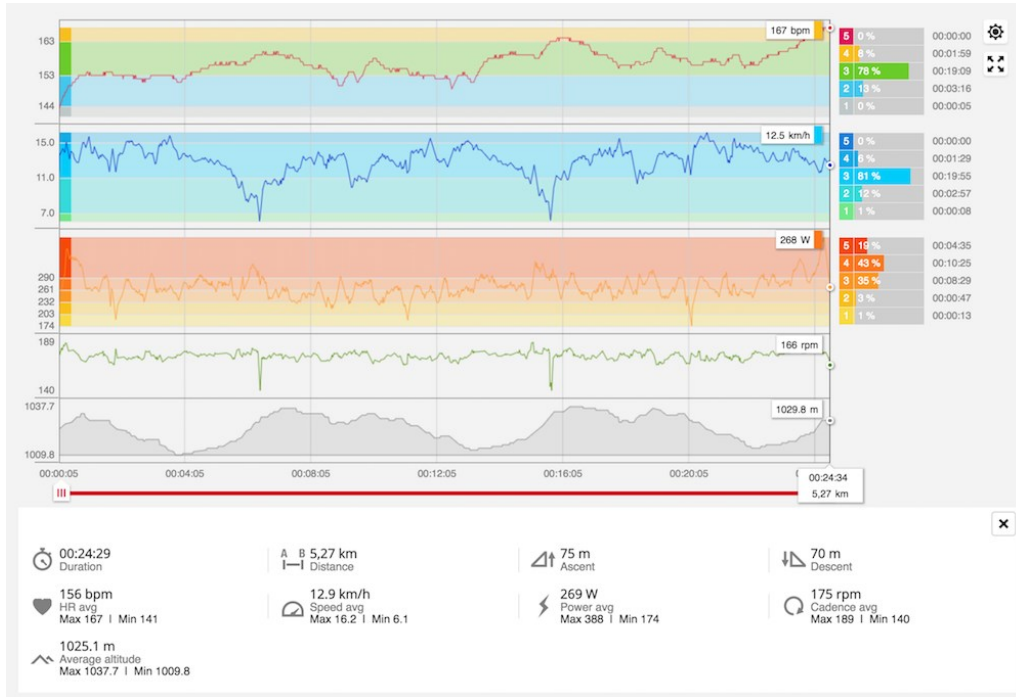 163
153
144
167 bpm
5 0 % 00:00:00
4 8 % 00:01:59
3 78 % 00:19:09
2 13 % 00:03:16
1 0 % 00:00:05
15.0
11.0
7.0
12.5 km/h
5 0 % 00:00:00
4 6 % 00:01:29
3 81 % 00:19:55
2 12 % 00:02:57
1 1 % 00:00:08
290
261
232
203
174
268 W
5 19 % 00:04:35
4 43 % 00:10:25
3 35 % 00:08:29
2 3 % 00:00:47
1 1 % 00:00:13
189
140
166 rpm
1037.7
1009.8
1029.8 m
00:00:05 00:04:05 00:08:05 00:12:05 00:16:05 00:20:05
00:24:34
5,27 km
00:24:29
Duration
A B 5,27 km
Distance
75 m
Ascent
70 m
Descent
156 bpm
HR avg
Max 167 | Min 141
12.9 km/h
Speed avg
Max 16.2 | Min 6.1
269 W
Power avg
Max 388 | Min 174
175 rpm
Cadence avg
Max 189 | Min 140
1025.1 m
Average altitude
Max 1037.7 | Min 1009.8